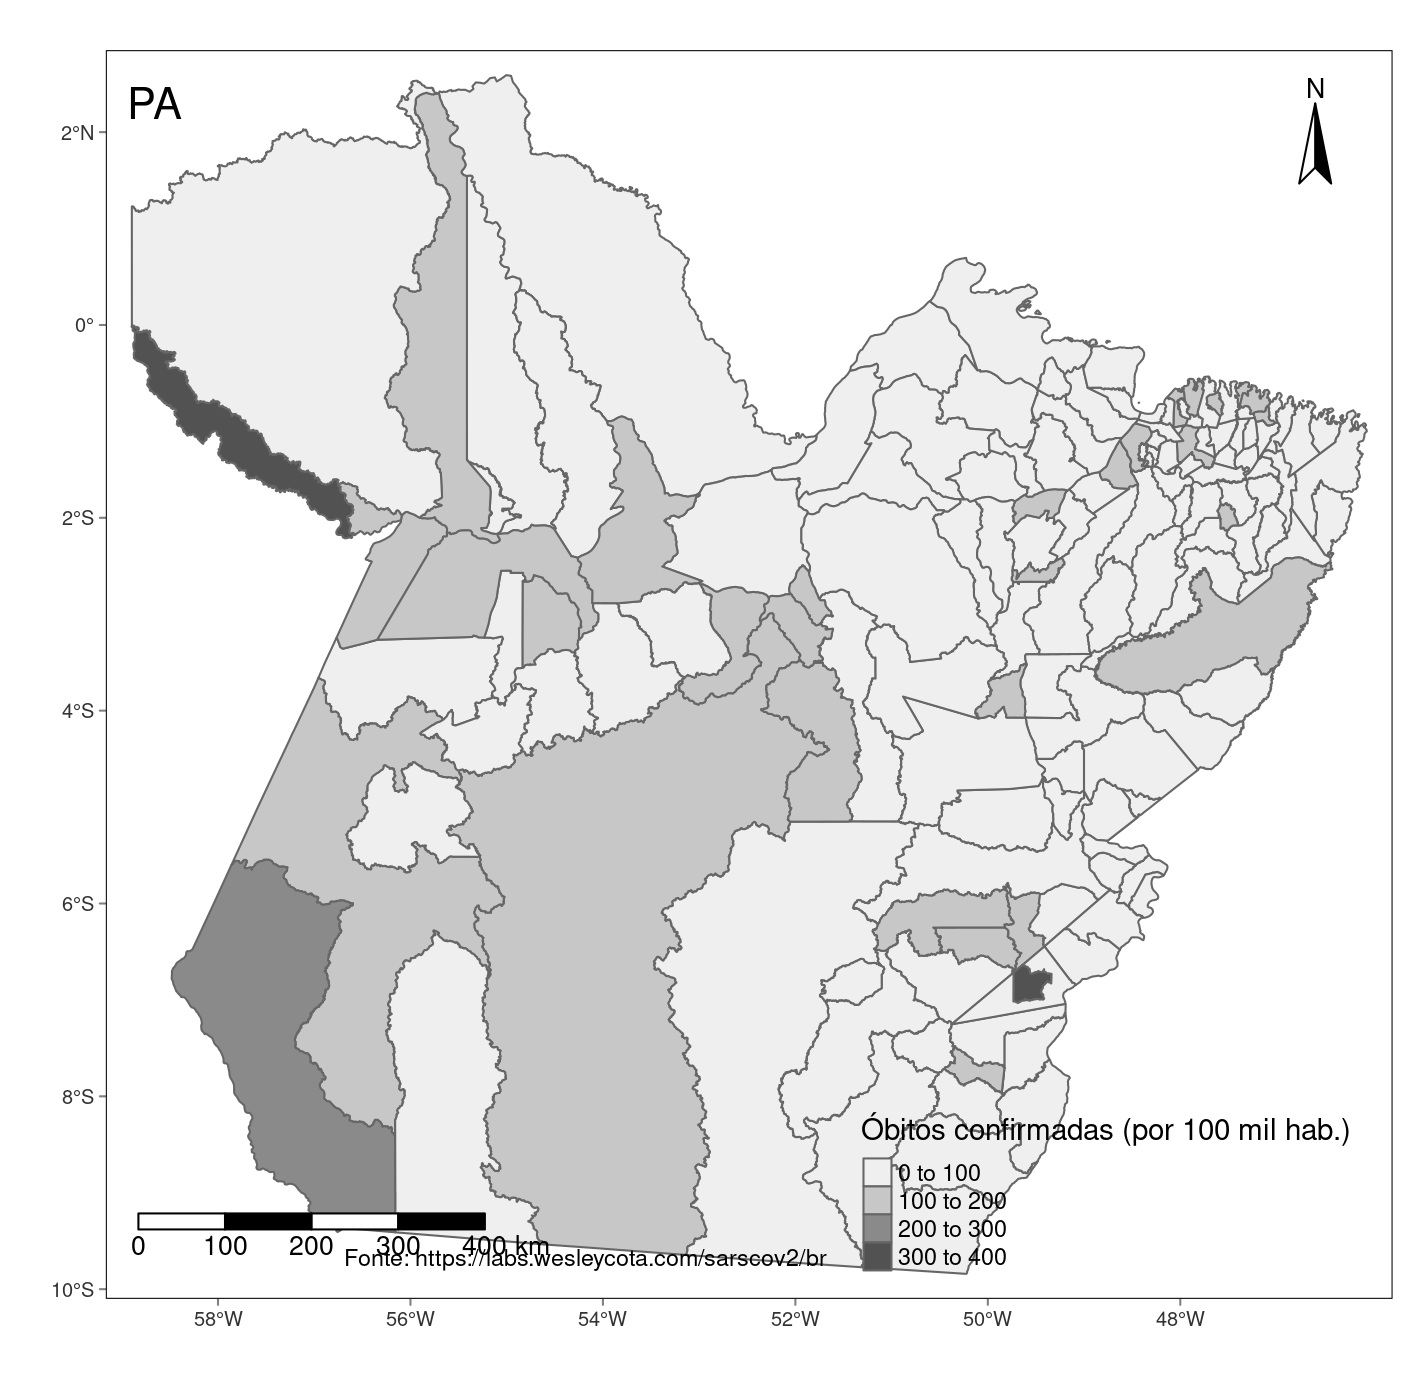 PA
N
2°N
0°
2°S
4°S
6°S
8°S
10°S
Óbitos confirmadas (por 100 mil hab.)
0 to 100
100 to 200
200 to 300
300 to 400
0 100 200 300 400 km
Fonte: https://labs.wesleycota.com/sarscov2/br
58°W 56°W 54°W 52°W 50°W 48°W